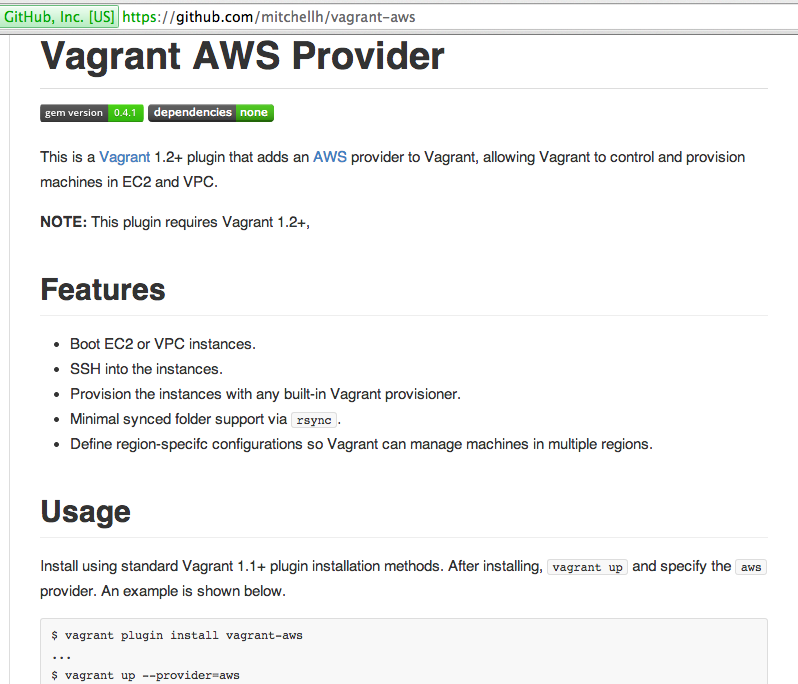 GitHub, Inc. [US] https://github.com/mitchellh/vagrant-aws
Vagrant AWS Provider
gem version 0.4.1 dependencies none
This is a Vagrant 1.2+ plugin that adds an AWS provider to Vagrant, allowing Vagrant to control and provision
machines in EC2 and VPC.
NOTE: This plugin requires Vagrant 1.2+,
Features
• Boot EC2 or VPC instances.
• SSH into the instances.
• Provision the instances with any built-in Vagrant provisioner.
• Minimal synced folder support via rsync.
• Define region-specifc configurations so Vagrant can manage machines in multiple regions.
Usage
Install using standard Vagrant 1.1+ plugin installation methods. After installing, vagrant up and specify the aws
provider. An example is shown below.
$ vagrant plugin install vagrant-aws
...
$ vagrant up --provider=aws